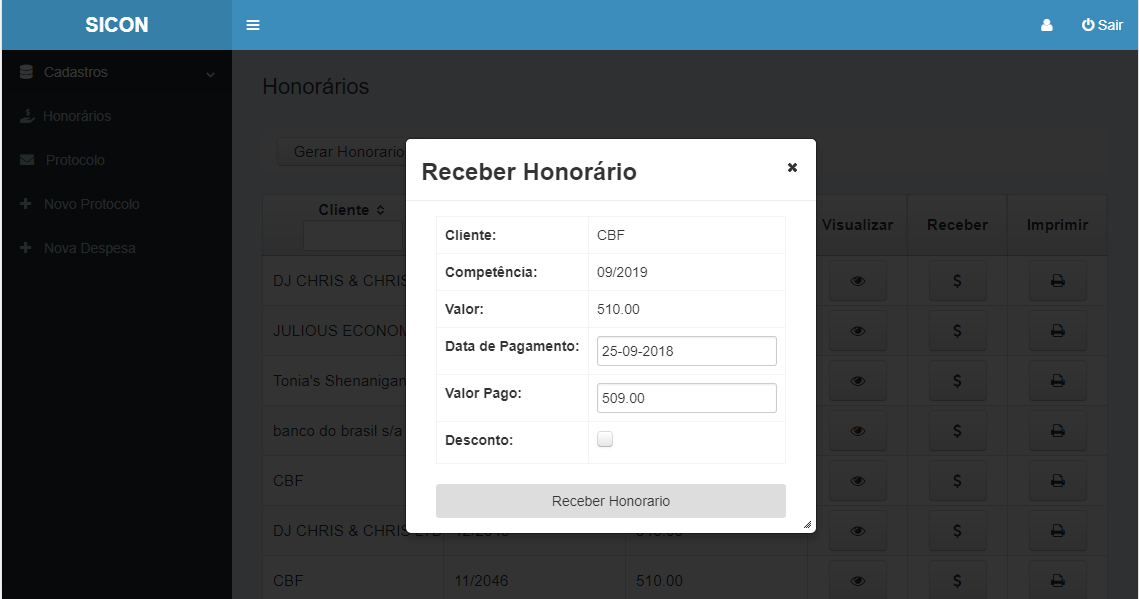 SICON
Sair
Cadastros
Honorários
Protocolo
Novo Protocolo
Nova Despesa
Honorários
Gerar Honorario
Cliente Visualizar Receber Imprimir
DJ CHRIS & CHRIS
JULIOUS ECONOM
Tonia's Shenanigan
banco do brasil s/a
CBF
DJ CHRIS & CHRIS LTD
CBF 11/2046 510.00
Receber Honorário
Cliente: CBF
Competência: 09/2019
Valor: 510.00
Data de Pagamento: 25-09-2018
Valor Pago: 509.00
Desconto:
Receber Honorario